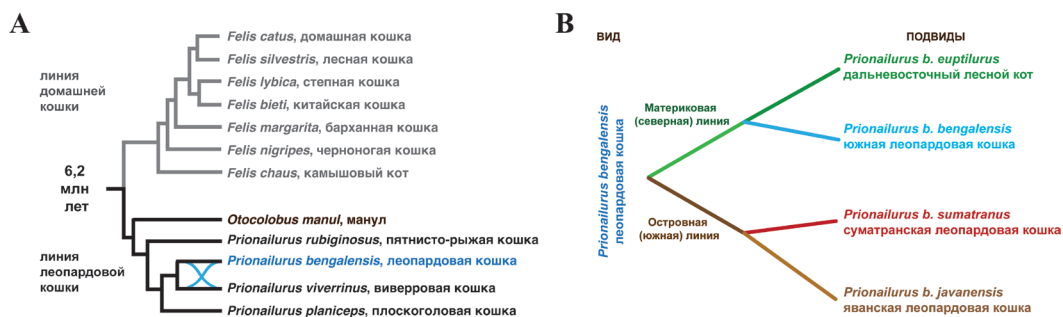 A
Felis catus, домашная кошка
Felis silvestris, лесная кошка
Felis lybica, степная кошка
Felis bieti, китайская кошка
Felis margarita, барханная кошка
Felis nigripes, черноногая кошка
Felis chaus, камышовый кот
линия
домашней
кошки
6,2
млн
лет
Otocolobus manul, манул
Prionailurus rubiginosus, пятнисто-рыжая кошка
Prionailurus bengalensis, леопардовая кошка
Prionailurus viverrinus, виверровая кошка
Prionailurus planiceps, плоскоголовая кошка
линия
леопардовой
кошки
B
ВИД
ПОДВИДЫ
Prionailurus bengalensis
леопардовая кошка
Материковая
(северная) линия
Островная
(южная) линия
Prionailurus b. euptilurus
дальневосточный лесной кот
Prionailurus b. bengalensis
южная леопардовая кошка
Prionailurus b. sumatranus
суматранская леопардовая кошка
Prionailurus b. javanensis
яванская леопардовая кошка